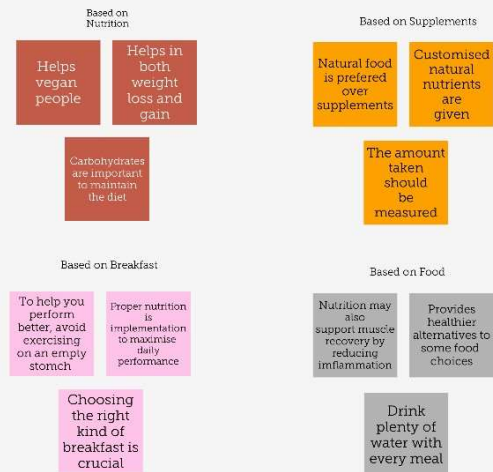 Based on
Nutrition
Helps
vegan
people
Helps in
both
weight
loss and
gain
Carbohydrates
are important
to maintain
the diet
Based on Supplements
Natural food
is prefered
over
supplements
Customised
natural
nutrients
are
given
The amount
taken
should
be
measured
Based on Breakfast
To help you
perform
better, avoid
exercising
on an empty
stomch
Proper nutrition
is
implementation
to maximise
daily
performance
Choosing
the right
kind of
breakfast is
crucial
Based on Food
Nutrition may
also
support muscle
recovery by
reducing
imflammation
Provides
healthier
alternatives to
some food
choices
Drink
plenty of
water with
every meal